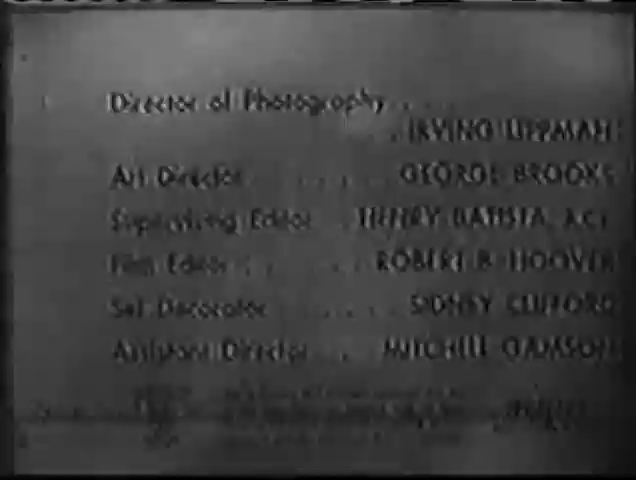 Director of Photography . . . .
. IRVING LIPPMAN
Art Director . . . . . . GEORGE BROOKS
Supervising Editor . . HENRY BATISTA, A.C.E.
Film Editor . . . . . . ROBERT B. HOOVER
Set Decorator . . . . . . SIDNEY CLIFFORD
Assistant Director . . . MITCHELL GAMSON